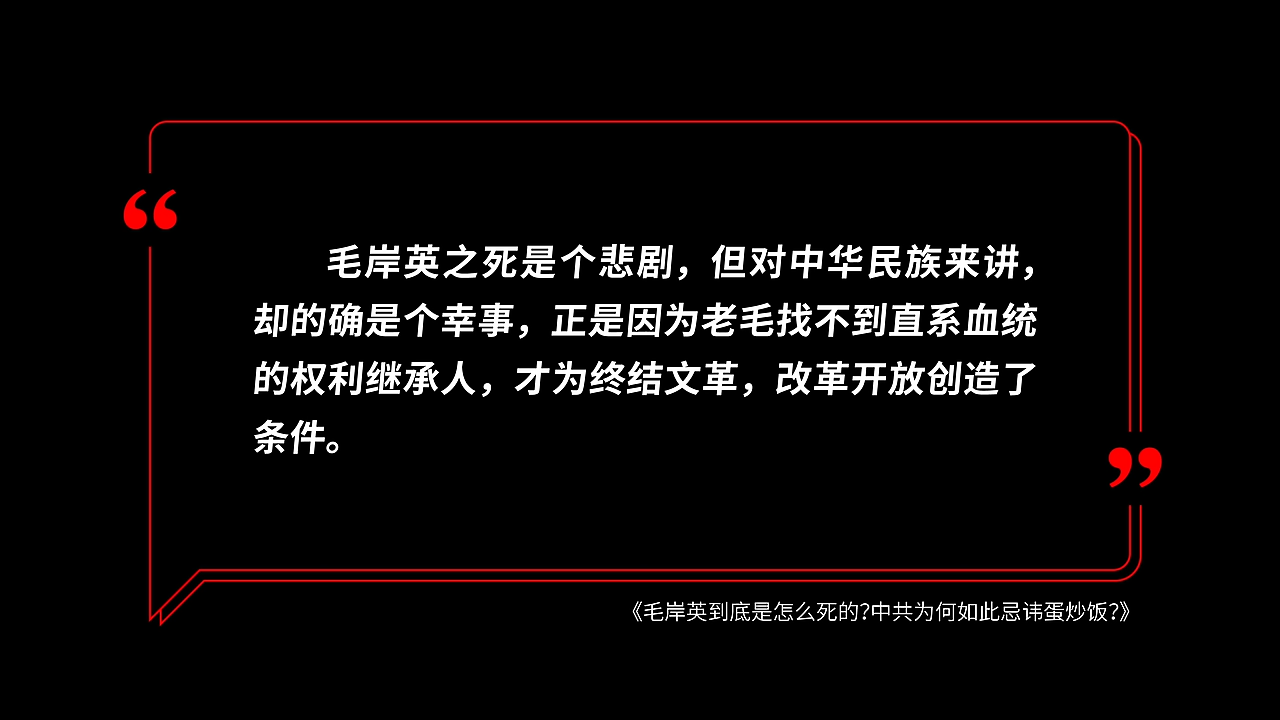 “
毛岸英之死是个悲剧，但对中华民族来讲，
却的确是个幸事，正是因为老毛找不到直系血统
的权利继承人，才为终结文革，改革开放创造了
条件。
”
《毛岸英到底是怎么死的?中共为何如此忌讳蛋炒饭?》